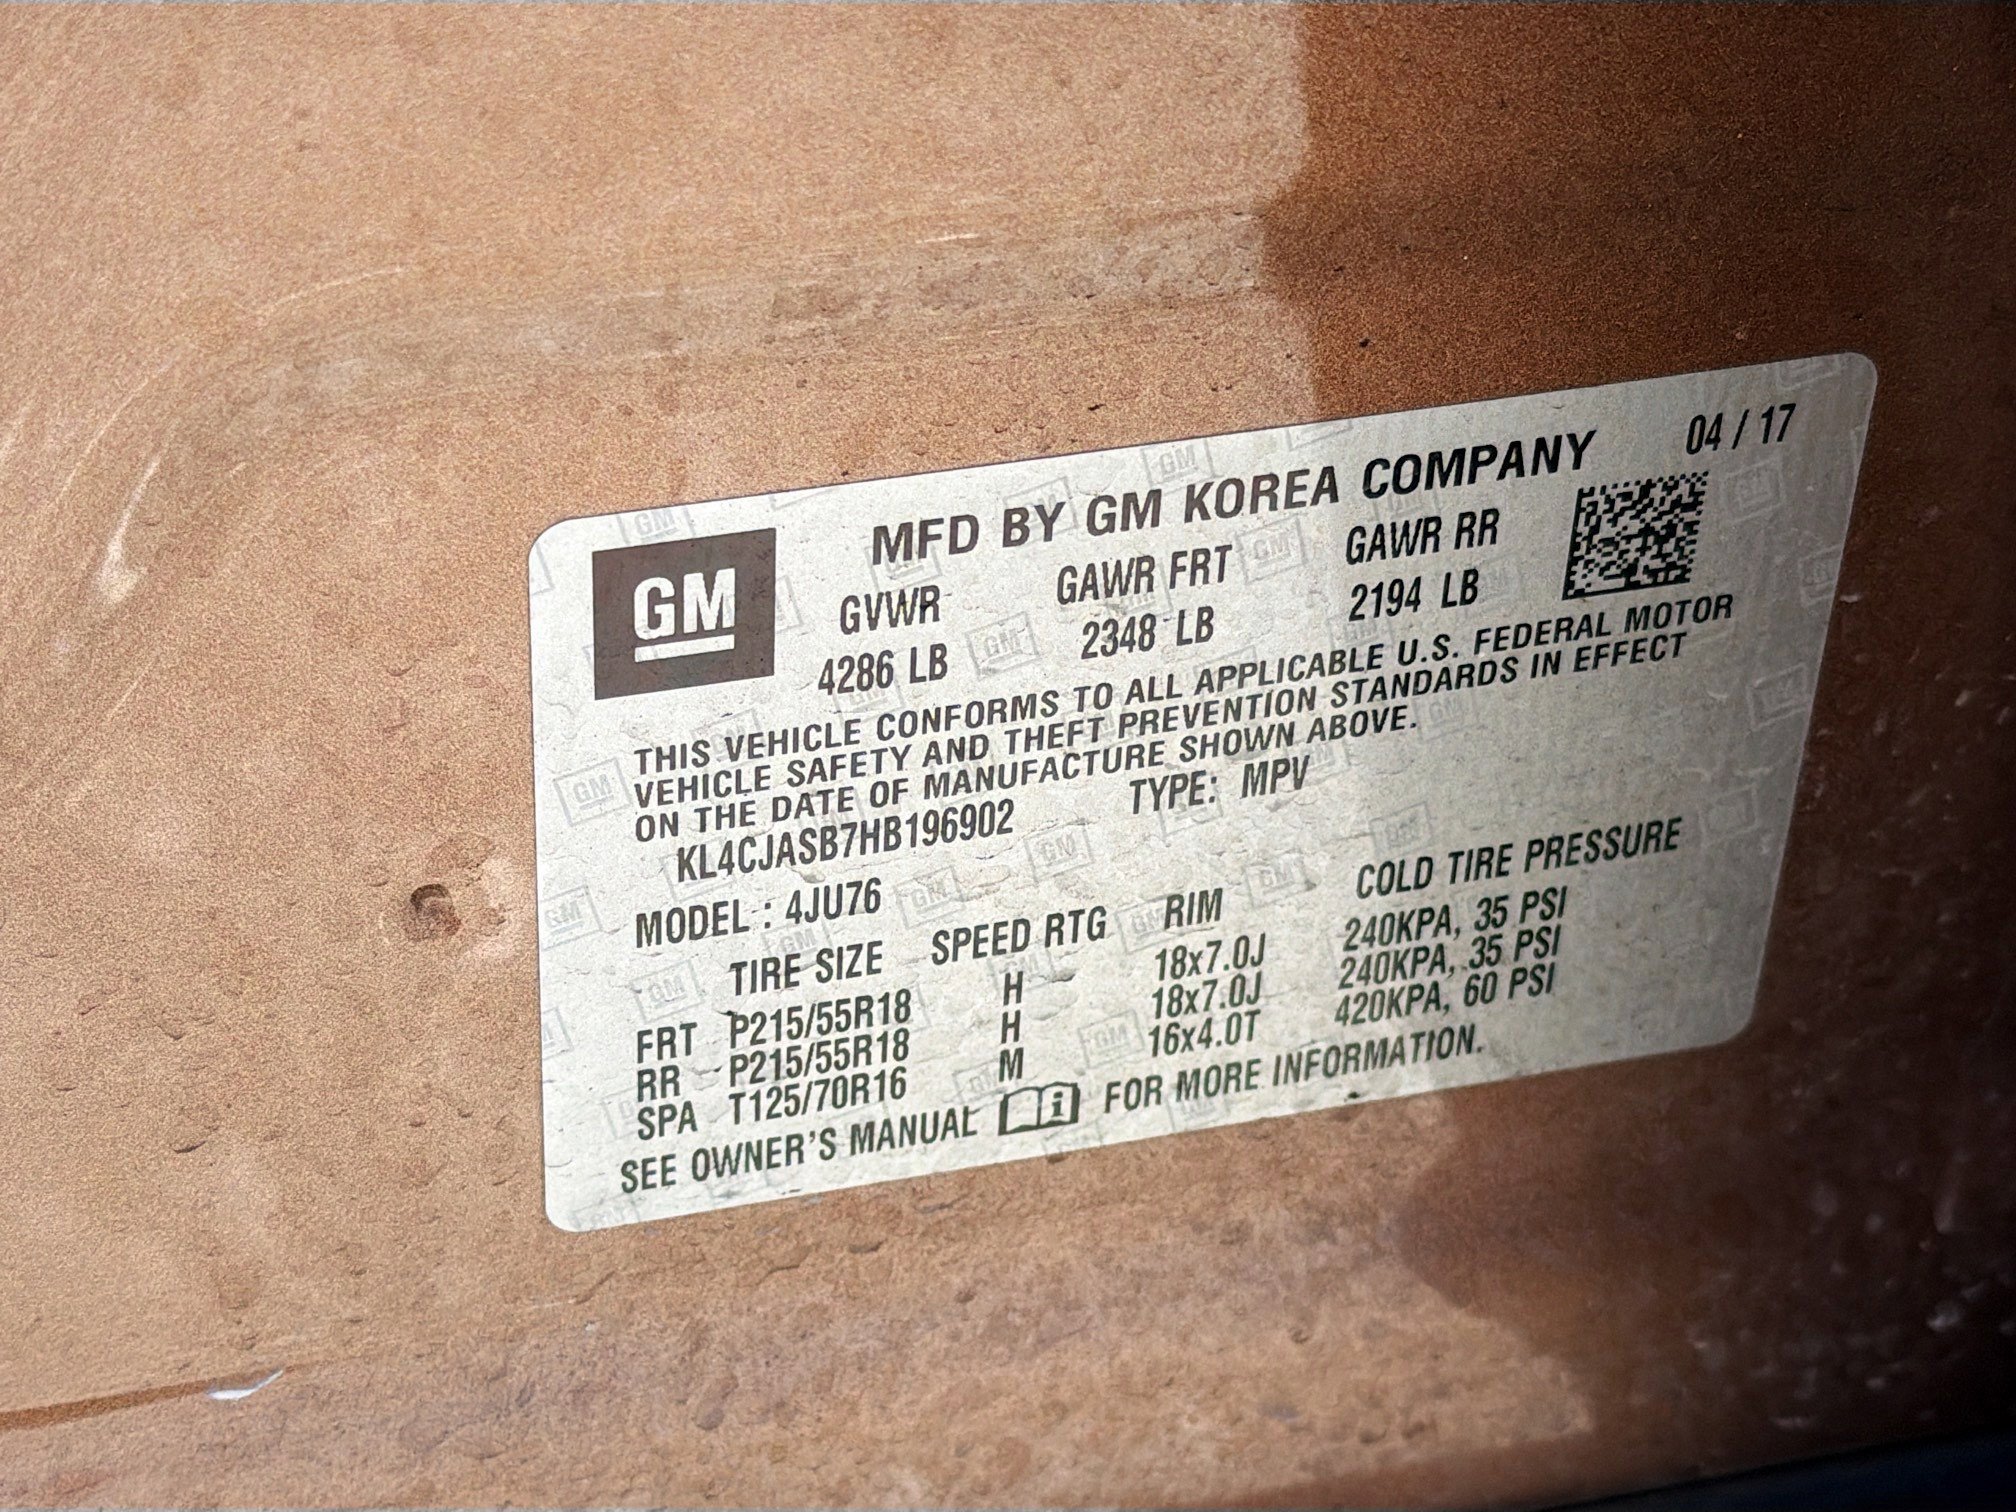 MFD BY GM KOREA COMPANY 04 / 17
GM
GVWR GAWR FRT GAWR RR
4286 LB 2348 LB 2194 LB
THIS VEHICLE CONFORMS TO ALL APPLICABLE U.S. FEDERAL MOTOR
VEHICLE SAFETY AND THEFT PREVENTION STANDARDS IN EFFECT
ON THE DATE OF MANUFACTURE SHOWN ABOVE.
KL4CJASB7HB196902 TYPE: MPV
MODEL : 4JU76
TIRE SIZE SPEED RTG RIM COLD TIRE PRESSURE
FRT P215/55R18 H 18x7.0J 240KPA, 35 PSI
RR P215/55R18 H 18x7.0J 240KPA, 35 PSI
SPA T125/70R16 M 16x4.0T 420KPA, 60 PSI
SEE OWNER'S MANUAL i FOR MORE INFORMATION.